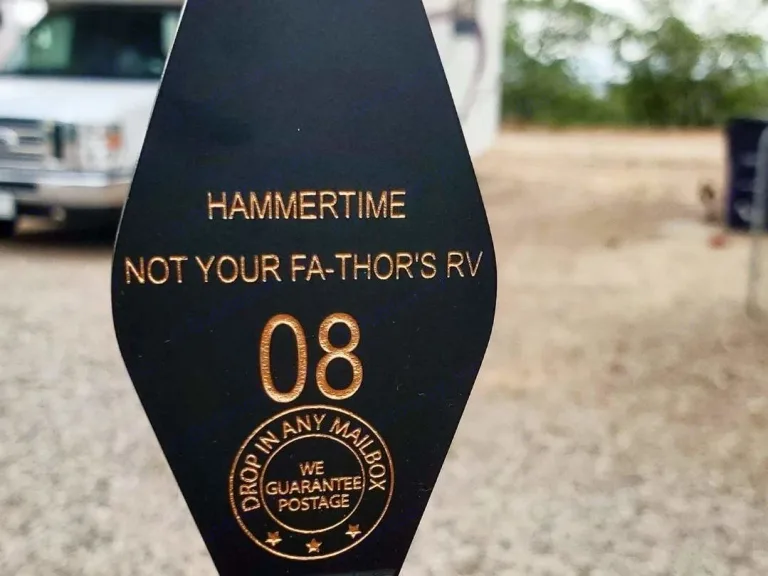 HAMMERTIME
NOT YOUR FA-THOR'S RV
08
DROP IN ANY MAILBOX
WE
GUARANTEE
POSTAGE